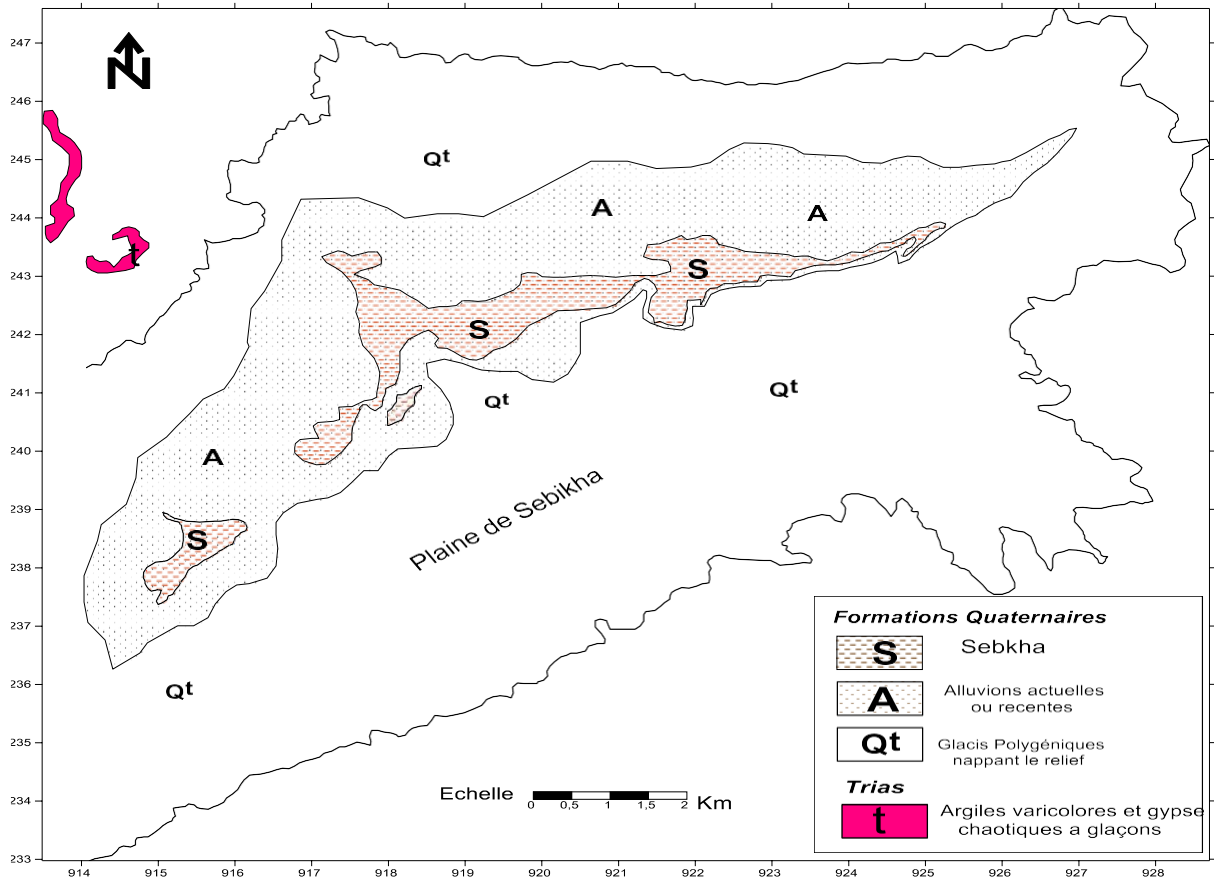 247
246
245
244
243
242
241
240
239
238
237
236
235
234
233
N
Qt
A
A
t
S
S
Qt
Qt
A
S
Plaine de Sebikha
Qt
Echelle
0 0,5 1 1,5 2 Km
Formations Quaternaires
S Sebkha
A Alluvions actuelles
ou recentes
Qt Glacis Polygéniques
nappant le relief
Trias
t Argiles varicolores et gypse
chaotiques a glaçons
914 915 916 917 918 919 920 921 922 923 924 925 926 927 928